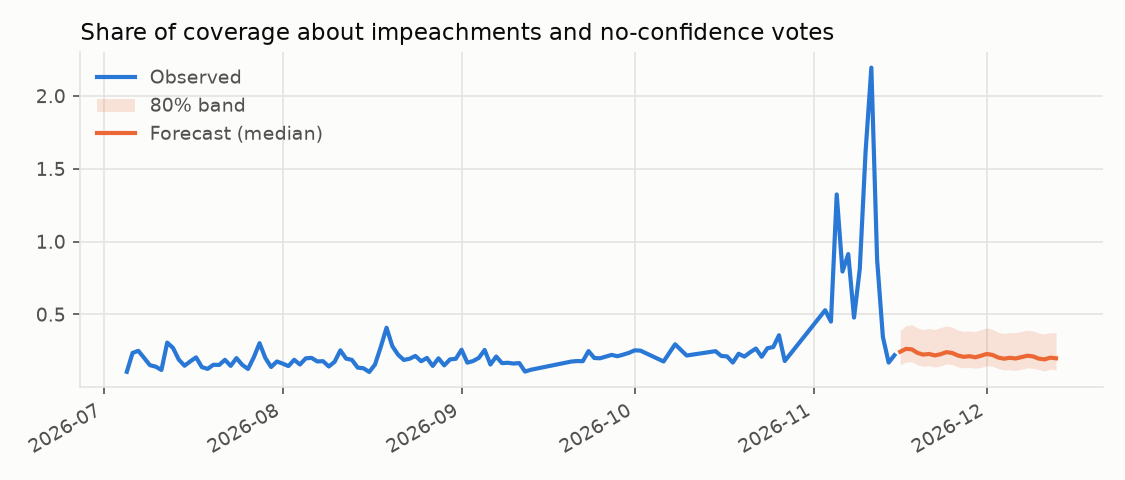 Share of coverage about impeachments and no-confidence votes
Observed
80% band
Forecast (median)
2.0
1.5
1.0
0.5
2026-07
2026-08
2026-09
2026-10
2026-11
2026-12